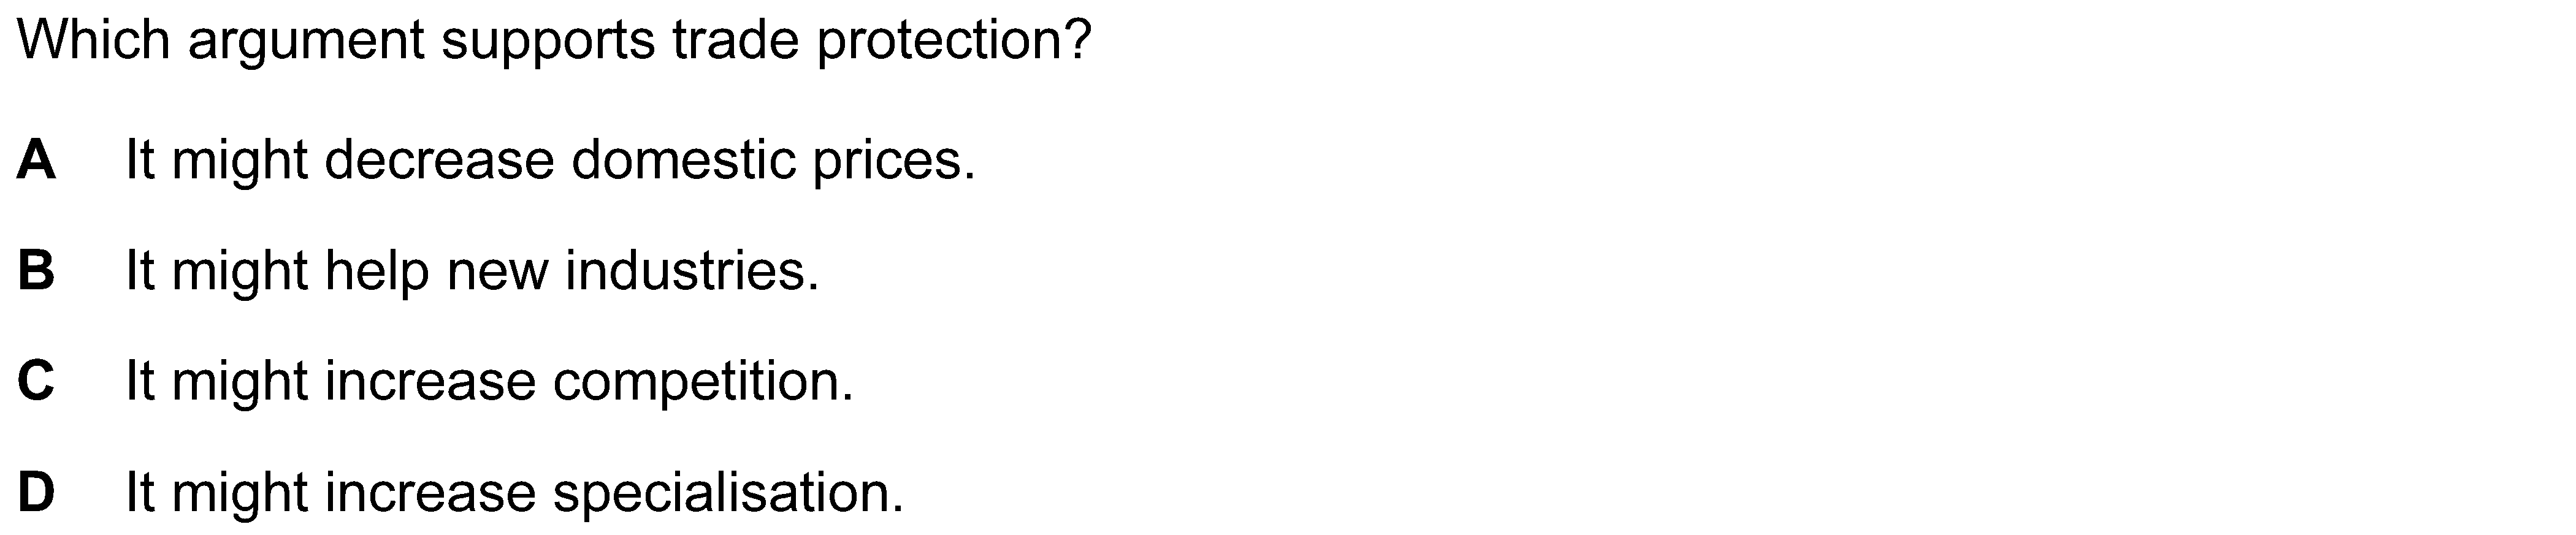 Which argument supports trade protection?
A It might decrease domestic prices.
B It might help new industries.
C It might increase competition.
D It might increase specialisation.